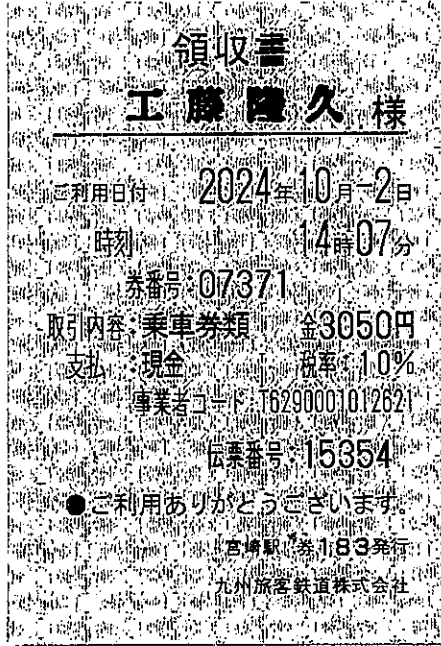 領収書
工藤隆久 様
ご利用日付 2024年10月-2日
時刻 14時07分
券番号:07371
取引内容:乗車券類 金3050円
支払 :現金 税率:10%
事業者コード:T6290001012621
伝票番号:15354
●ご利用ありがとうございます。
宮崎駅 券183発行
九州旅客鉄道株式会社